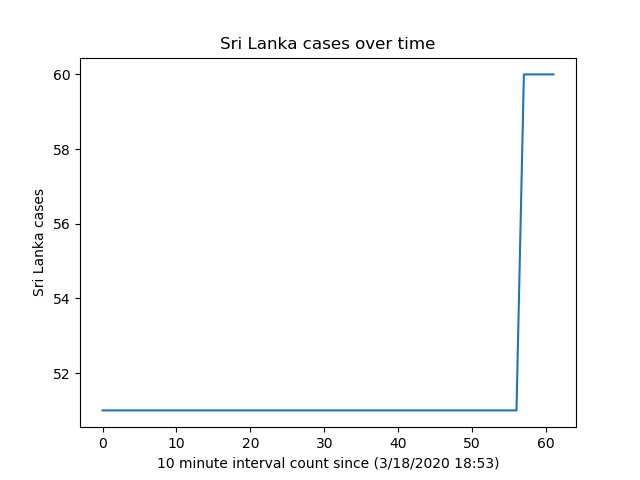 Sri Lanka cases over time
60
58
56
54
52
Sri Lanka cases
0 10 20 30 40 50 60
10 minute interval count since (3/18/2020 18:53)